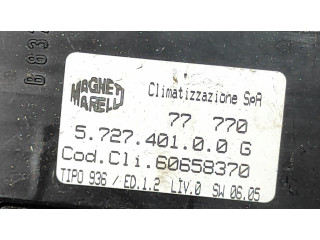 MAGNETI
MARELLI
Climatizzazione SpA
77 770
5.727.401.0.0 G
Cod.Cli.60658370
TIPO 936 / ED.1.2 LIV.0 SW 06.05